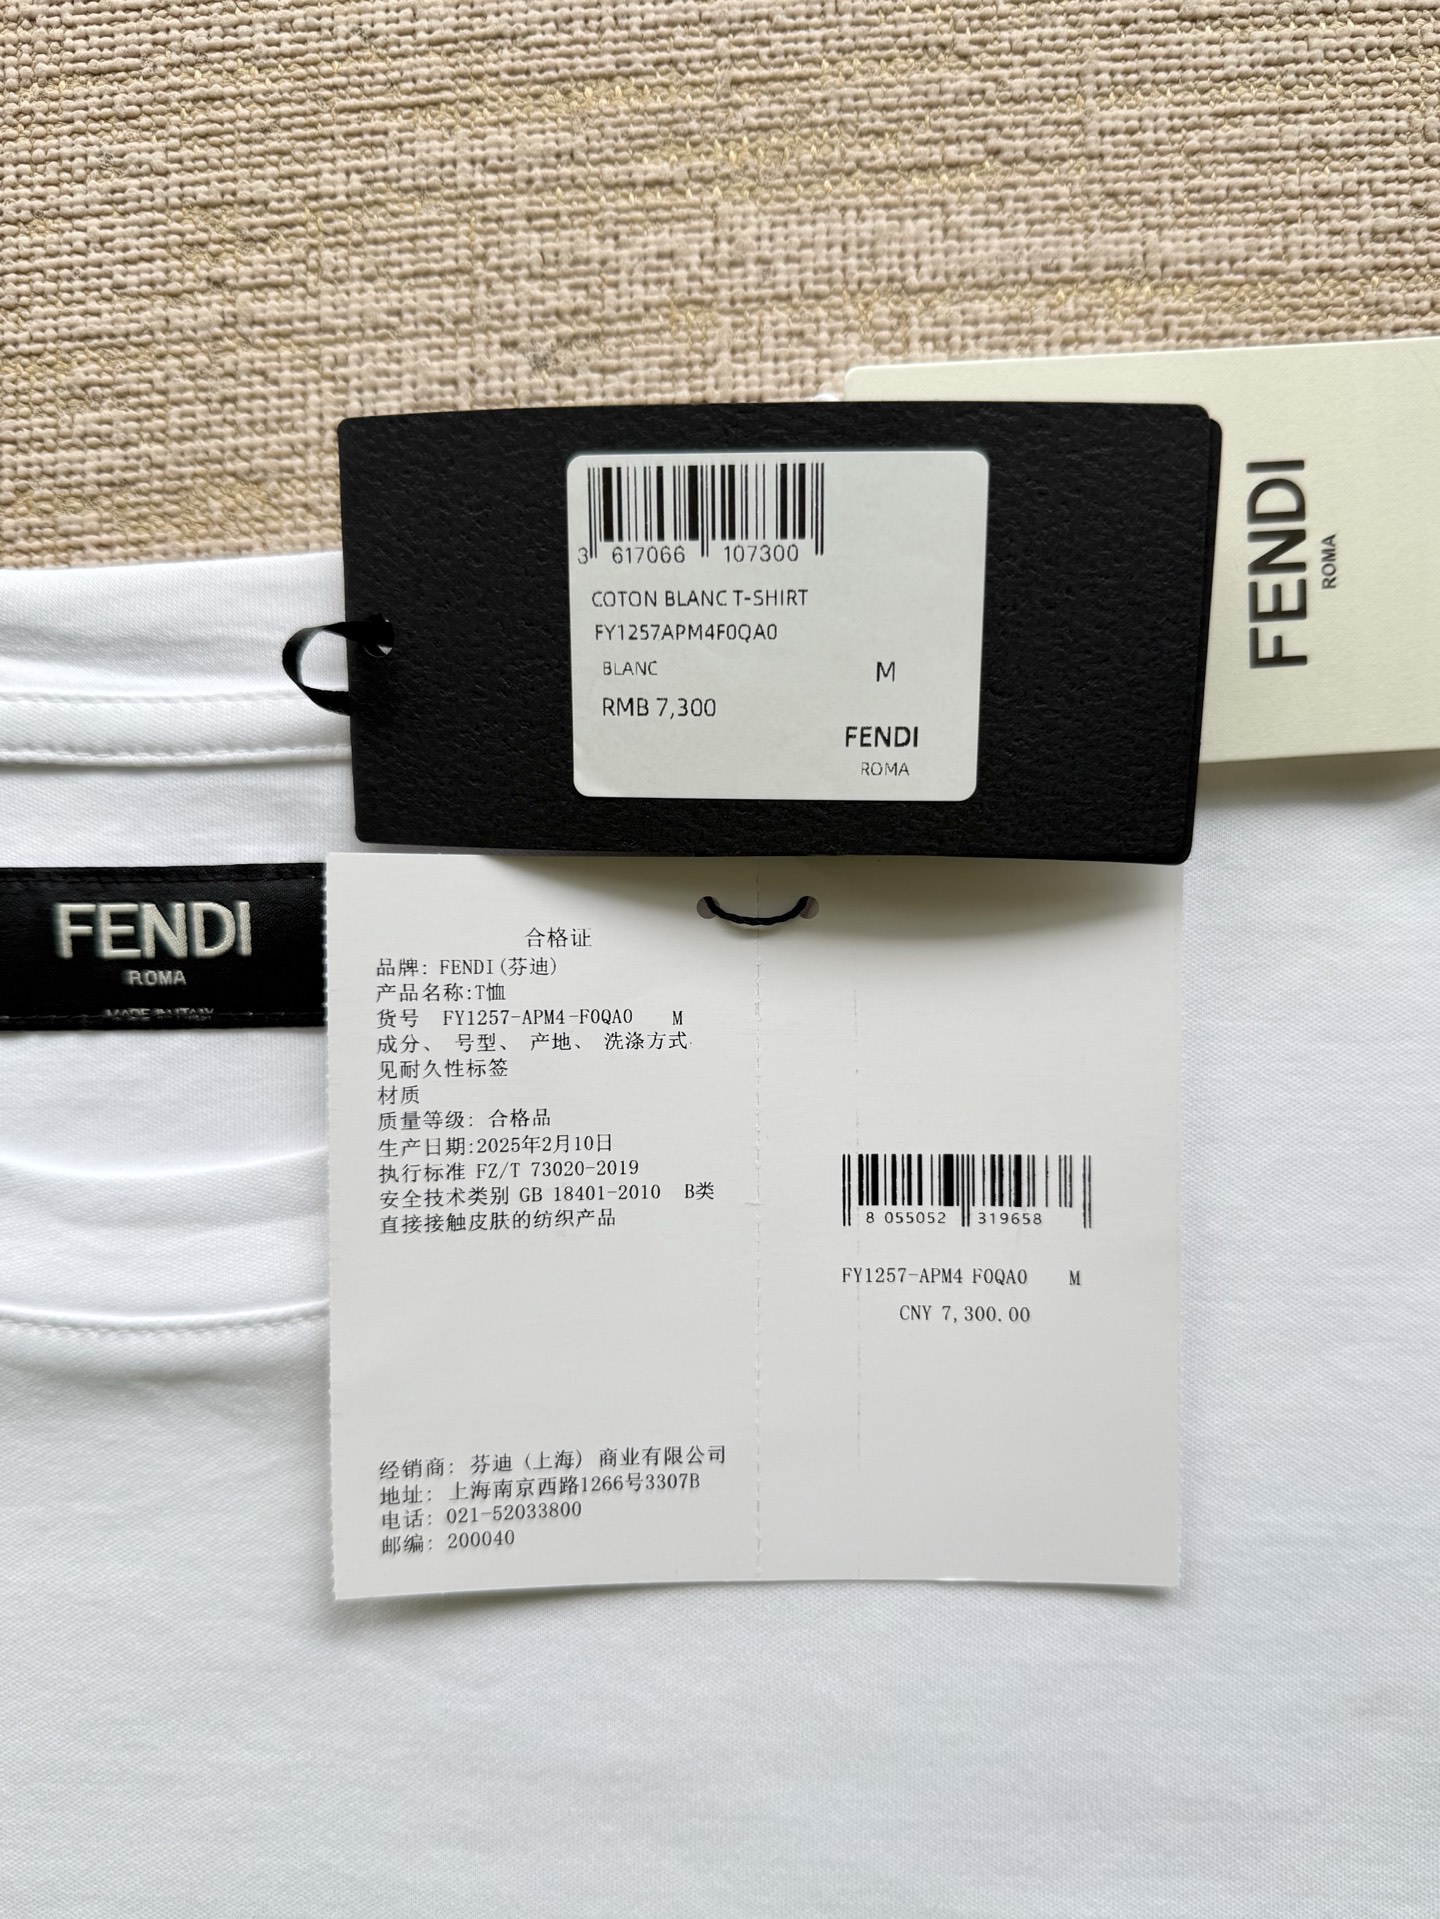 3 617066 107300
COTON BLANC T-SHIRT
FY1257APM4F0QA0
BLANC M
RMB 7,300
FENDI
ROMA
FENDI
ROMA
FENDI
ROMA
MADE IN ITALY
合格证
品牌: FENDI(芬迪)
产品名称:T恤
货号 FY1257-APM4-F0QA0 M
成分、 号型、 产地、 洗涤方式
见耐久性标签
材质
质量等级: 合格品
生产日期:2025年2月10日
执行标准 FZ/T 73020-2019
安全技术类别 GB 18401-2010 B类
直接接触皮肤的纺织产品
经销商: 芬迪 (上海) 商业有限公司
地址: 上海南京西路1266号3307B
电话: 021-52033800
邮编: 200040
8 055052 319658
FY1257-APM4 F0QA0 M
CNY 7,300.00